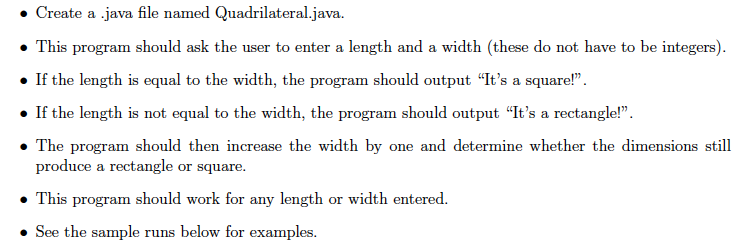 • Create a .java file named Quadrilateral.java.
• This program should ask the user to enter a length and a width (these do not have to be integers).
• If the length is equal to the width, the program should output “It’s a square!”.
• If the length is not equal to the width, the program should output “It’s a rectangle!”.
• The program should then increase the width by one and determine whether the dimensions still
produce a rectangle or square.
• This program should work for any length or width entered.
• See the sample runs below for examples.